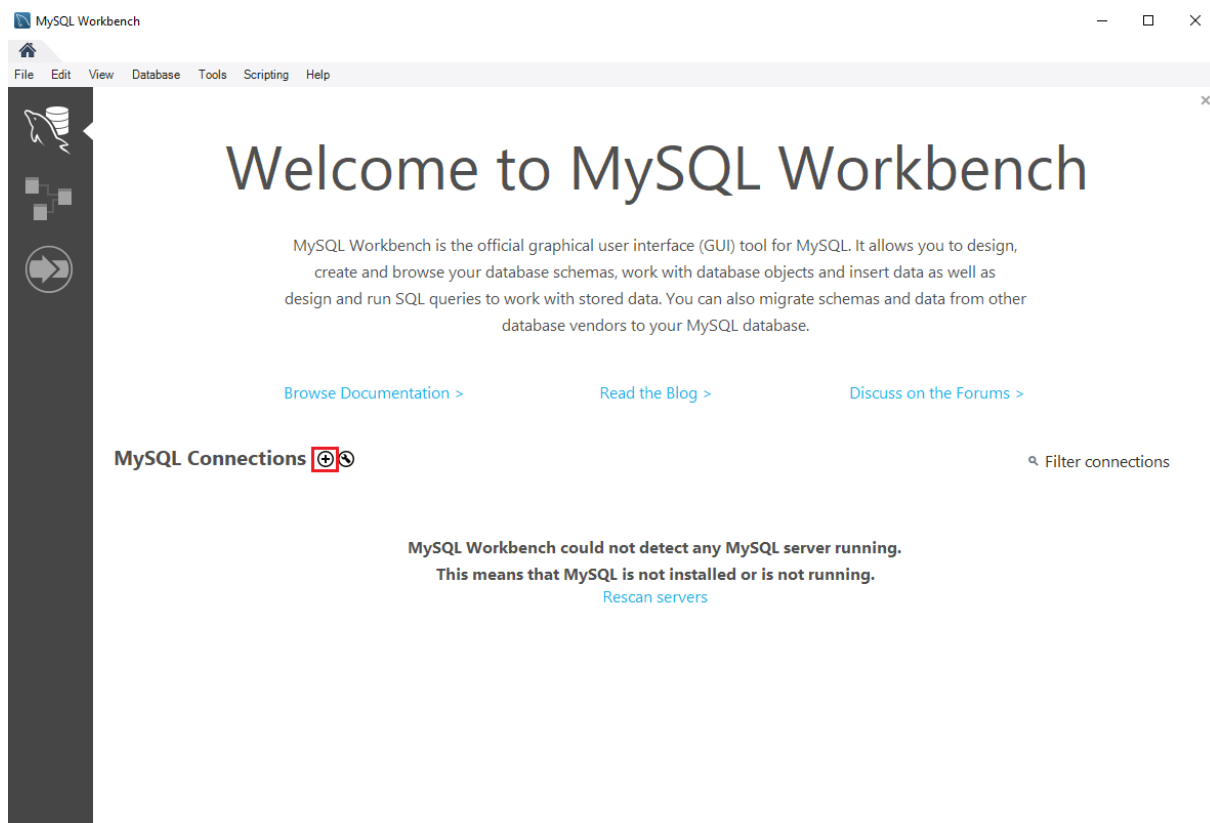 MySQL Workbench
File Edit View Database Tools Scripting Help
Welcome to MySQL Workbench
MySQL Workbench is the official graphical user interface (GUI) tool for MySQL. It allows you to design,
create and browse your database schemas, work with database objects and insert data as well as
design and run SQL queries to work with stored data. You can also migrate schemas and data from other
database vendors to your MySQL database.
Browse Documentation > Read the Blog > Discuss on the Forums >
MySQL Connections Filter connections
MySQL Workbench could not detect any MySQL server running.
This means that MySQL is not installed or is not running.
Rescan servers